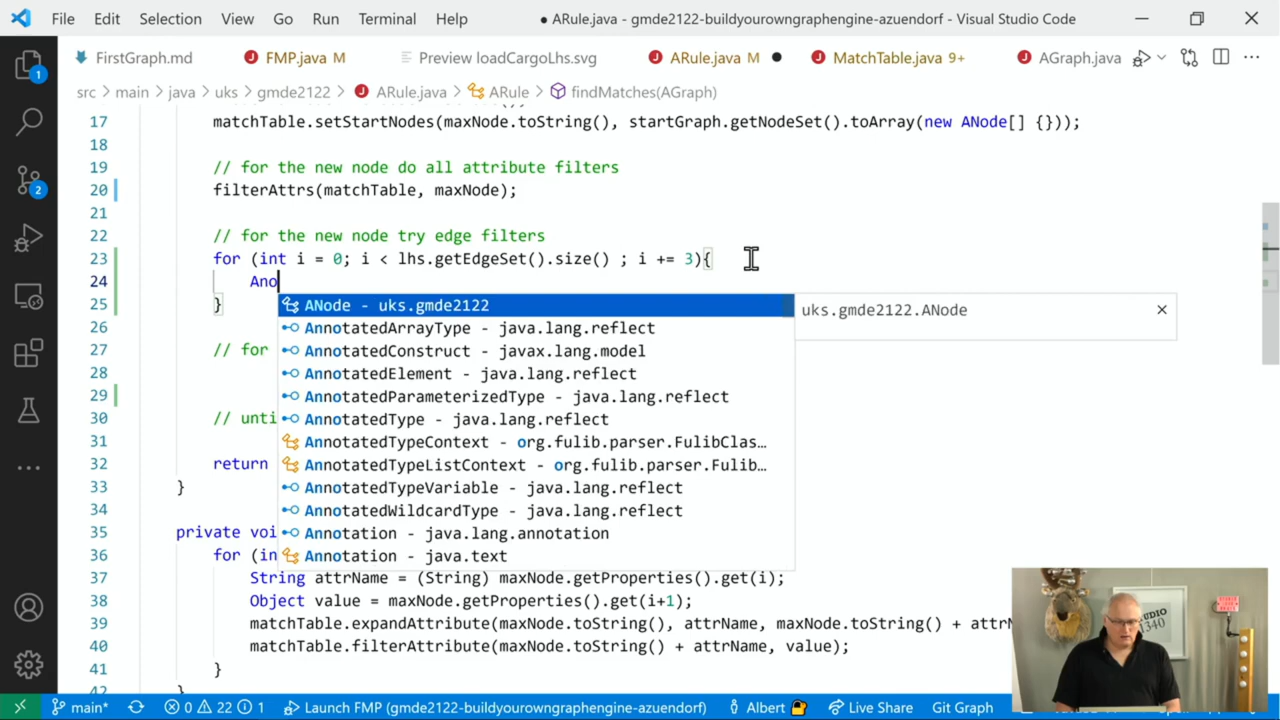 File Edit Selection View Go Run Terminal Help
● ARule.java - gmde2122-buildyourowngraphengine-azuendorf - Visual Studio Code
FirstGraph.md
FMP.java M
Preview loadCargoLhs.svg
ARule.java M ●
MatchTable.java 9+
AGraph.java
src > main > java > uks > gmde2122 > ARule.java > ARule > findMatches(AGraph)
17 matchTable.setStartNodes(maxNode.toString(), startGraph.getNodeSet().toArray(new ANode[] {}));
18
19 // for the new node do all attribute filters
20 filterAttrs(matchTable, maxNode);
21
22 // for the new node try edge filters
23 for (int i = 0; i < lhs.getEdgeSet().size() ; i += 3){
24 Ano
25 }
26
27 // for
28
29
30 // unti
31
32 return
33 }
34
35 private voi
36 for (in
37 String attrName = (String) maxNode.getProperties().get(i);
38 Object value = maxNode.getProperties().get(i+1);
39 matchTable.expandAttribute(maxNode.toString(), attrName, maxNode.toString() + attrN
40 matchTable.filterAttribute(maxNode.toString() + attrName, value);
41 }
42 }
ANode - uks.gmde2122
AnnotatedArrayType - java.lang.reflect
AnnotatedConstruct - javax.lang.model
AnnotatedElement - java.lang.reflect
AnnotatedParameterizedType - java.lang.reflect
AnnotatedType - java.lang.reflect
AnnotatedTypeContext - org.fulib.parser.FulibClas…
AnnotatedTypeListContext - org.fulib.parser.Fulib…
AnnotatedTypeVariable - java.lang.reflect
AnnotatedWildcardType - java.lang.reflect
Annotation - java.lang.annotation
Annotation - java.text
uks.gmde2122.ANode
1
2
STUDIO
1340
main* 0 22 1 Launch FMP (gmde2122-buildyourowngraphengine-azuendorf) Albert Live Share Git Graph